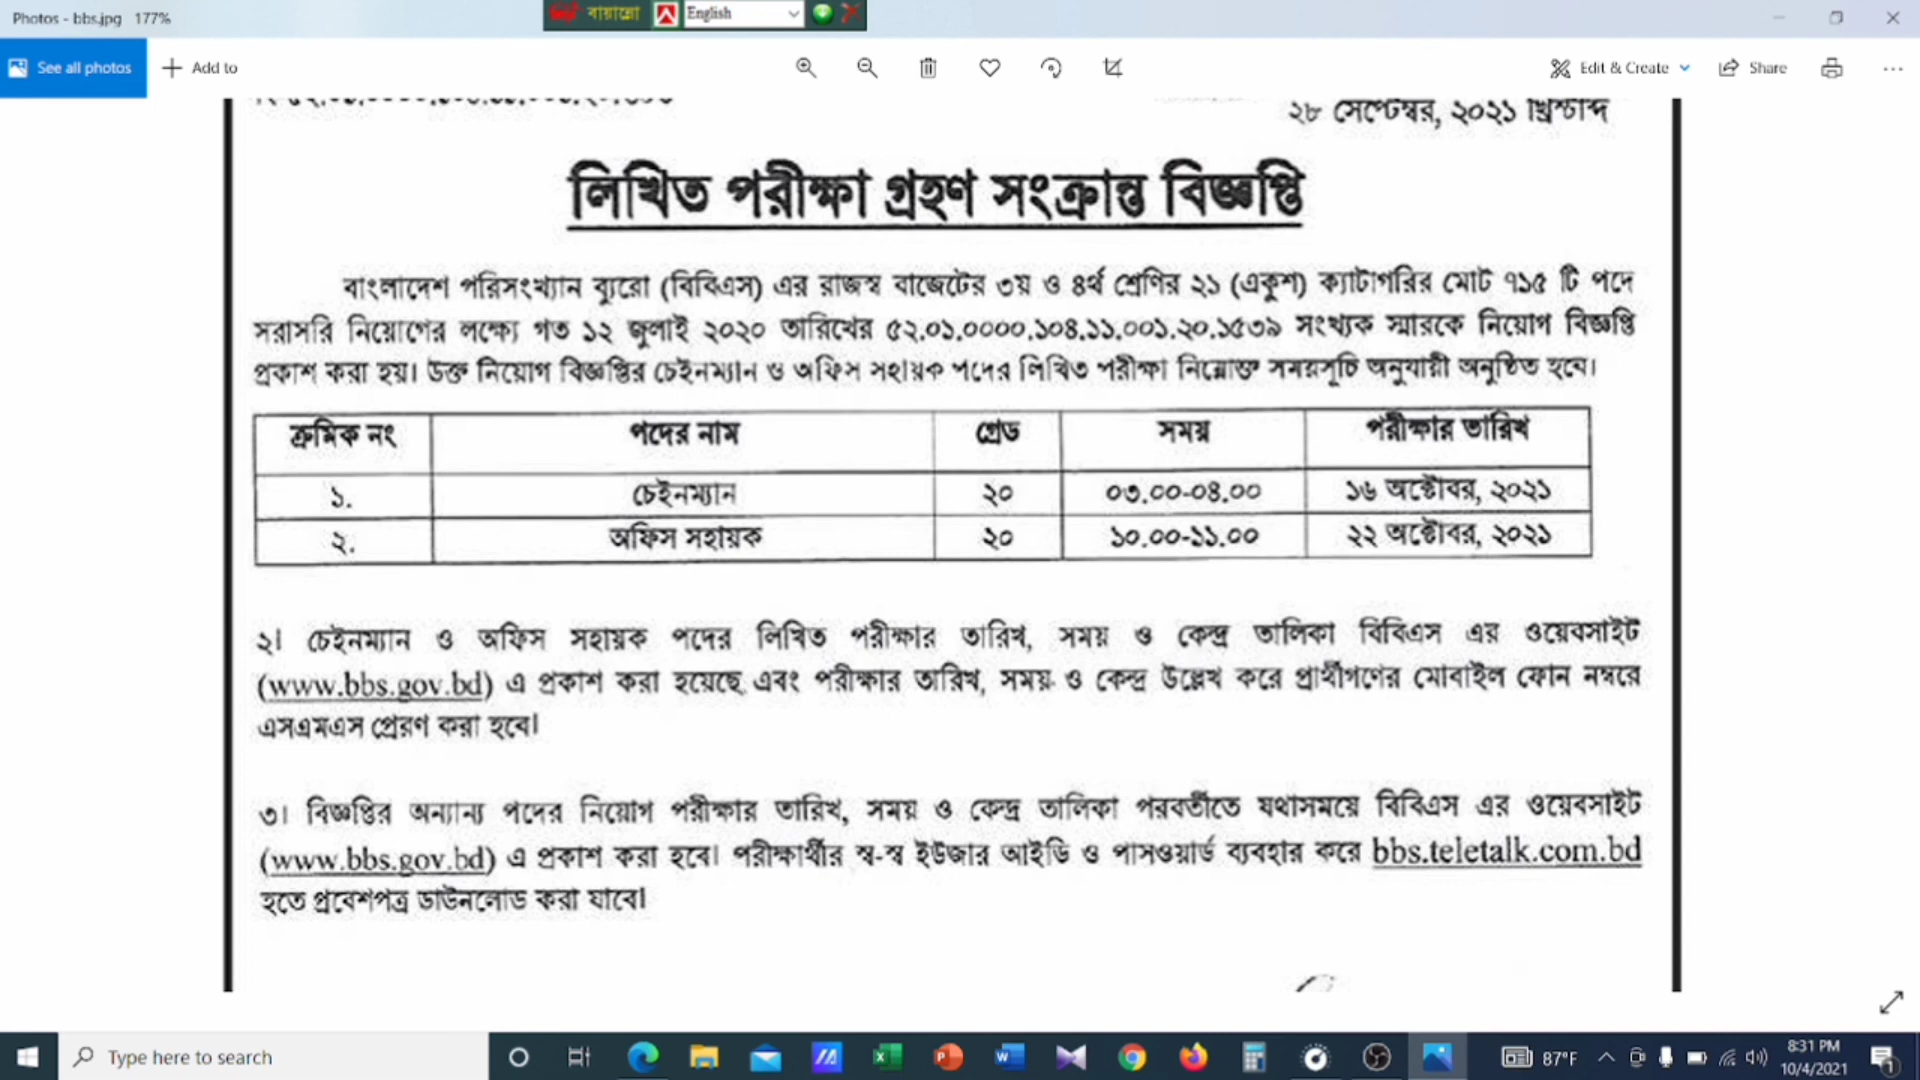 Photos - bbs.jpg 177%
বায়ান্নো English
See all photos
Add to
Edit & Create
Share
২৮ সেপ্টেম্বর, ২০২১ খ্রিস্টাব্দ
লিখিত পরীক্ষা গ্রহণ সংক্রান্ত বিজ্ঞপ্তি
বাংলাদেশ পরিসংখ্যান ব্যুরো (বিবিএস) এর রাজস্ব বাজেটের ৩য় ও ৪র্থ শ্রেণির ২১ (একুশ) ক্যাটাগরির মোট ৭১৫ টি পদে
সরাসরি নিয়োগের লক্ষ্যে গত ১২ জুলাই ২০২০ তারিখের ৫২.০১.০০০০.১০৪.১১.০০১.২০.১৫৩৯ সংখ্যক স্মারকে নিয়োগ বিজ্ঞপ্তি
প্রকাশ করা হয়। উক্ত নিয়োগ বিজ্ঞপ্তির চেইনম্যান ও অফিস সহায়ক পদের লিখিত পরীক্ষা নিম্নোক্ত সময়সূচি অনুযায়ী অনুষ্ঠিত হবে।
ক্রমিক নং পদের নাম গ্রেড সময় পরীক্ষার তারিখ
১. চেইনম্যান ২০ ০৩.০০-০৪.০০ ১৬ অক্টোবর, ২০২১
২. অফিস সহায়ক ২০ ১০.০০-১১.০০ ২২ অক্টোবর, ২০২১
২। চেইনম্যান ও অফিস সহায়ক পদের লিখিত পরীক্ষার তারিখ, সময় ও কেন্দ্র তালিকা বিবিএস এর ওয়েবসাইট
(www.bbs.gov.bd) এ প্রকাশ করা হয়েছে এবং পরীক্ষার তারিখ, সময় ও কেন্দ্র উল্লেখ করে প্রার্থীগণের মোবাইল ফোন নম্বরে
এসএমএস প্রেরণ করা হবে।
৩। বিজ্ঞপ্তির অন্যান্য পদের নিয়োগ পরীক্ষার তারিখ, সময় ও কেন্দ্র তালিকা পরবর্তীতে যথাসময়ে বিবিএস এর ওয়েবসাইট
(www.bbs.gov.bd) এ প্রকাশ করা হবে। পরীক্ষার্থীর স্ব-স্ব ইউজার আইডি ও পাসওয়ার্ড ব্যবহার করে bbs.teletalk.com.bd
হতে প্রবেশপত্র ডাউনলোড করা যাবে।
Type here to search
87°F
8:31 PM
10/4/2021